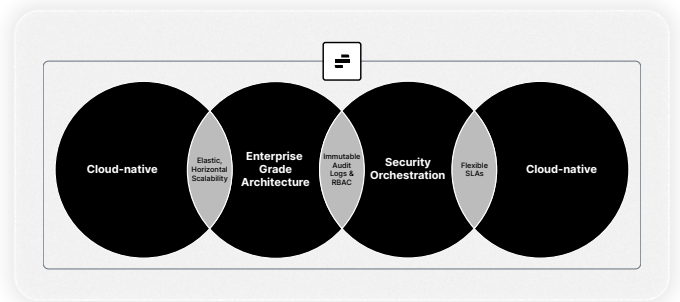 Cloud-native
Elastic,
Horizontal
Scalability
Enterprise
Grade
Architecture
Immutable
Audit
Logs &
RBAC
Security
Orchestration
Flexible
SLAs
Cloud-native